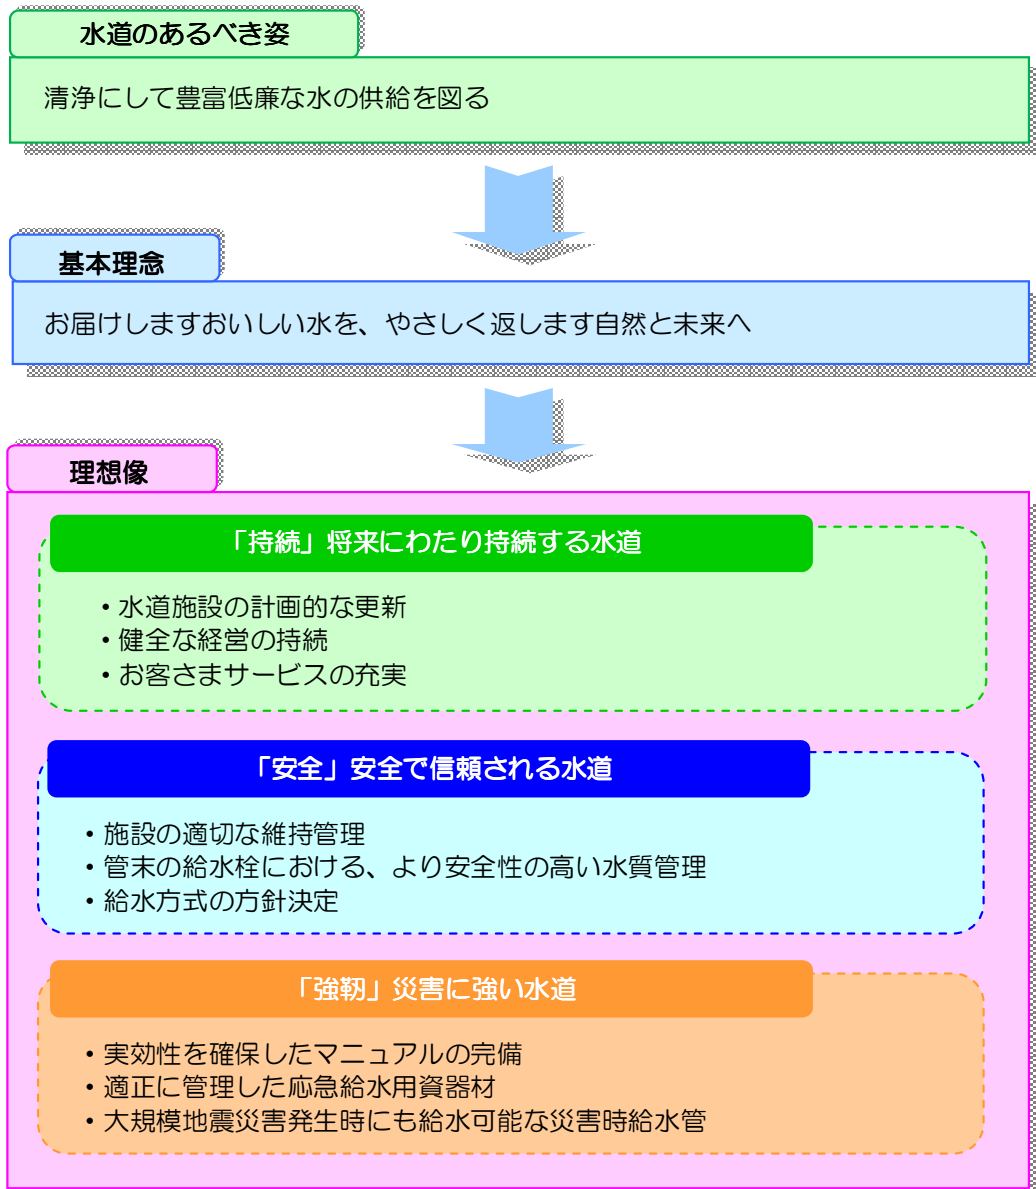 水道のあるべき姿
清浄にして豊富低廉な水の供給を図る
基本理念
お届けしますおいしい水を、やさしく返します自然と未来へ
理想像
「持続」将来にわたり持続する水道
・水道施設の計画的な更新
・健全な経営の持続
・お客さまサービスの充実
「安全」安全で信頼される水道
・施設の適切な維持管理
・管末の給水栓における、より安全性の高い水質管理
・給水方式の方針決定
「強靭」災害に強い水道
・実効性を確保したマニュアルの完備
・適正に管理した応急給水用資器材
・大規模地震災害発生時にも給水可能な災害時給水管